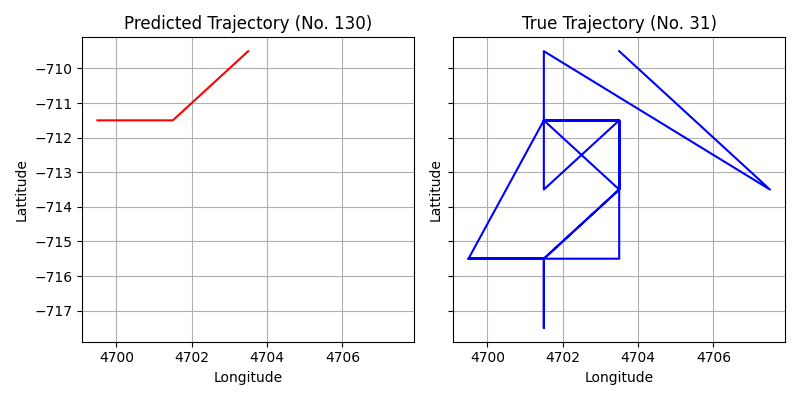 Predicted Trajectory (No. 130)
−710
−711
−712
−713
−714
−715
−716
−717
Lattitude
4700 4702 4704 4706
Longitude
True Trajectory (No. 31)
Lattitude
4700 4702 4704 4706
Longitude